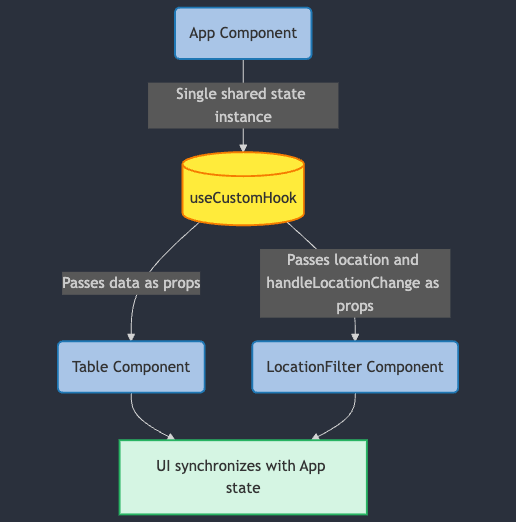 App Component
Single shared state
instance
useCustomHook
Passes data as props
Passes location and
handleLocationChange as
props
Table Component
LocationFilter Component
UI synchronizes with App
state